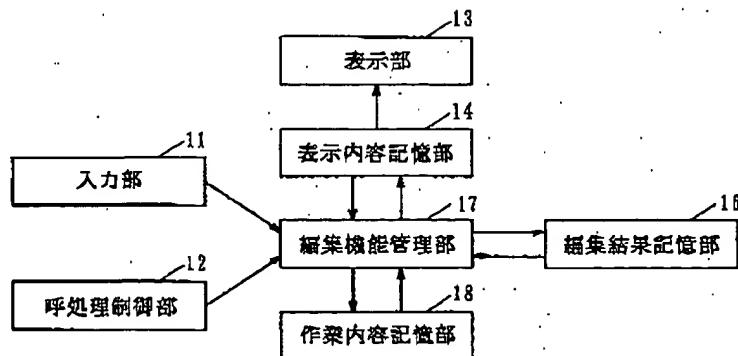 13
表示部
14
表示内容記憶部
11
入力部
17
編集機能管理部
16
編集結果記憶部
12
呼処理制御部
18
作業内容記憶部